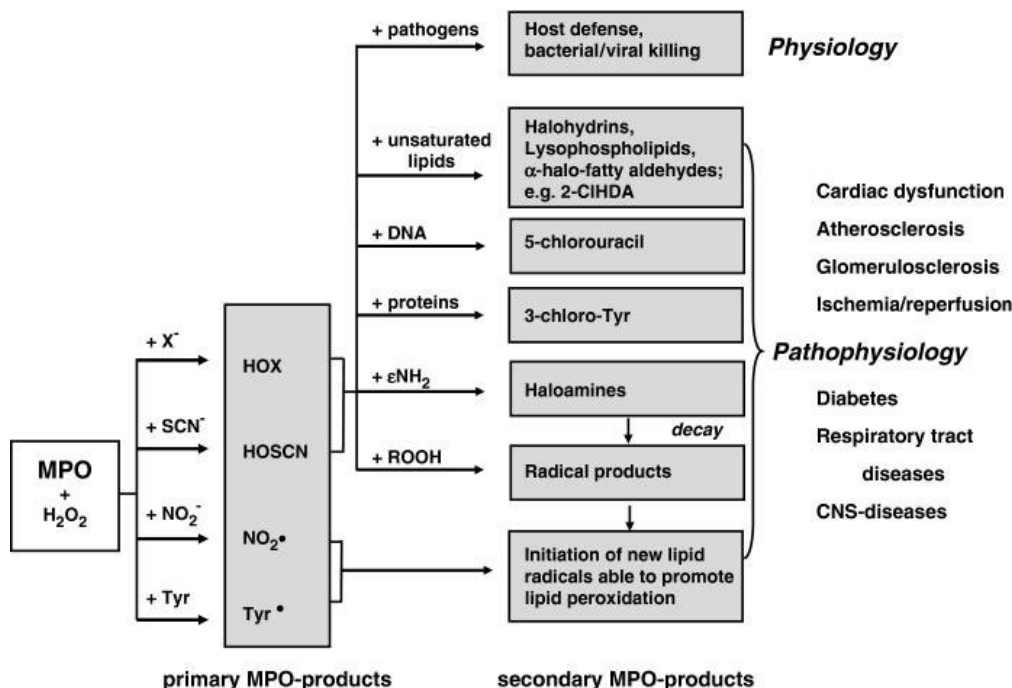 MPO
+
H₂O₂
+ X⁻
+ SCN⁻
+ NO₂⁻
+ Tyr
HOX
HOSCN
NO₂•
Tyr•
primary MPO-products
+ pathogens
+ unsaturated
lipids
+ DNA
+ proteins
+ εNH₂
+ ROOH
Host defense,
bacterial/viral killing
Halohydrins,
Lysophospholipids,
α-halo-fatty aldehydes;
e.g. 2-ClHDA
5-chlorouracil
3-chloro-Tyr
Haloamines
decay
Radical products
Initiation of new lipid
radicals able to promote
lipid peroxidation
secondary MPO-products
Physiology
Cardiac dysfunction
Atherosclerosis
Glomerulosclerosis
Ischemia/reperfusion
Pathophysiology
Diabetes
Respiratory tract
diseases
CNS-diseases